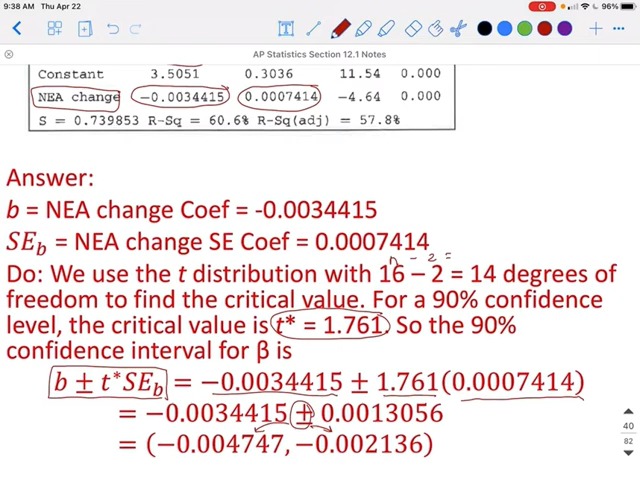 9:38 AM Thu Apr 22
96%
AP Statistics Section 12.1 Notes
Constant 3.5051 0.3036 11.54 0.000
NEA change −0.0034415 0.0007414 −4.64 0.000
S = 0.739853 R-Sq = 60.6% R-Sq(adj) = 57.8%
Answer:
b = NEA change Coef = -0.0034415
SE_b = NEA change SE Coef = 0.0007414
n - 2 =
Do: We use the t distribution with 16 − 2 = 14 degrees of
freedom to find the critical value. For a 90% confidence
level, the critical value is t* = 1.761. So the 90%
confidence interval for β is
b ± t*SE_b = −0.0034415 ± 1.761(0.0007414)
= −0.0034415 ± 0.0013056
= (−0.004747, −0.002136)
40
82